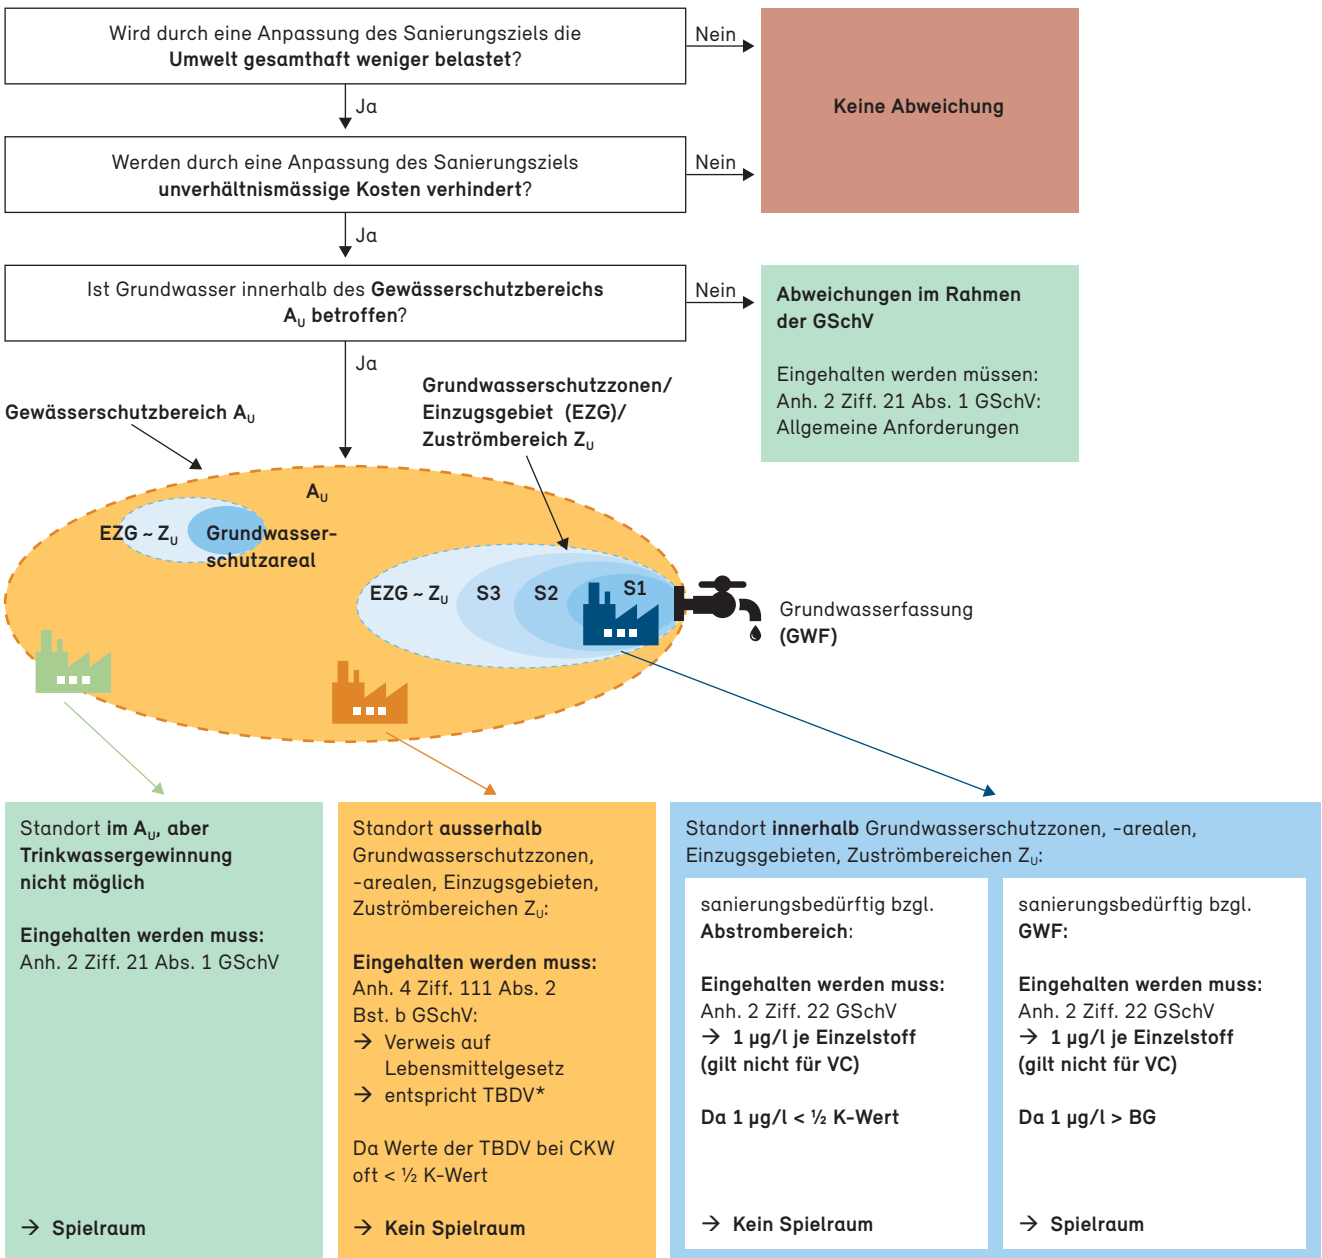 Wird durch eine Anpassung des Sanierungsziels die
Umwelt gesamthaft weniger belastet?
Nein
Keine Abweichung
Ja
Werden durch eine Anpassung des Sanierungsziels
unverhältnismässige Kosten verhindert?
Nein
Ja
Ist Grundwasser innerhalb des Gewässerschutzbereichs
AU betroffen?
Nein
Abweichungen im Rahmen
der GSchV
Eingehalten werden müssen:
Anh. 2 Ziff. 21 Abs. 1 GSchV:
Allgemeine Anforderungen
Ja
Gewässerschutzbereich AU
Grundwasserschutzzonen/
Einzugsgebiet (EZG)/
Zuströmbereich ZU
AU
EZG ~ ZU
Grundwasser-
schutzareal
EZG ~ ZU
S3
S2
S1
Grundwasserfassung
(GWF)
Standort im AU, aber
Trinkwassergewinnung
nicht möglich
Eingehalten werden muss:
Anh. 2 Ziff. 21 Abs. 1 GSchV
→ Spielraum
Standort ausserhalb
Grundwasserschutzzonen,
-arealen, Einzugsgebieten,
Zuströmbereichen ZU:
Eingehalten werden muss:
Anh. 4 Ziff. 111 Abs. 2
Bst. b GSchV:
→ Verweis auf
Lebensmittelgesetz
→ entspricht TBDV*
Da Werte der TBDV bei CKW
oft < ½ K-Wert
→ Kein Spielraum
Standort innerhalb Grundwasserschutzzonen, -arealen,
Einzugsgebieten, Zuströmbereichen ZU:
sanierungsbedürftig bzgl.
Abstrombereich:
Eingehalten werden muss:
Anh. 2 Ziff. 22 GSchV
→ 1 µg/l je Einzelstoff
(gilt nicht für VC)
Da 1 µg/l < ½ K-Wert
→ Kein Spielraum
sanierungsbedürftig bzgl.
GWF:
Eingehalten werden muss:
Anh. 2 Ziff. 22 GSchV
→ 1 µg/l je Einzelstoff
(gilt nicht für VC)
Da 1 µg/l > BG
→ Spielraum